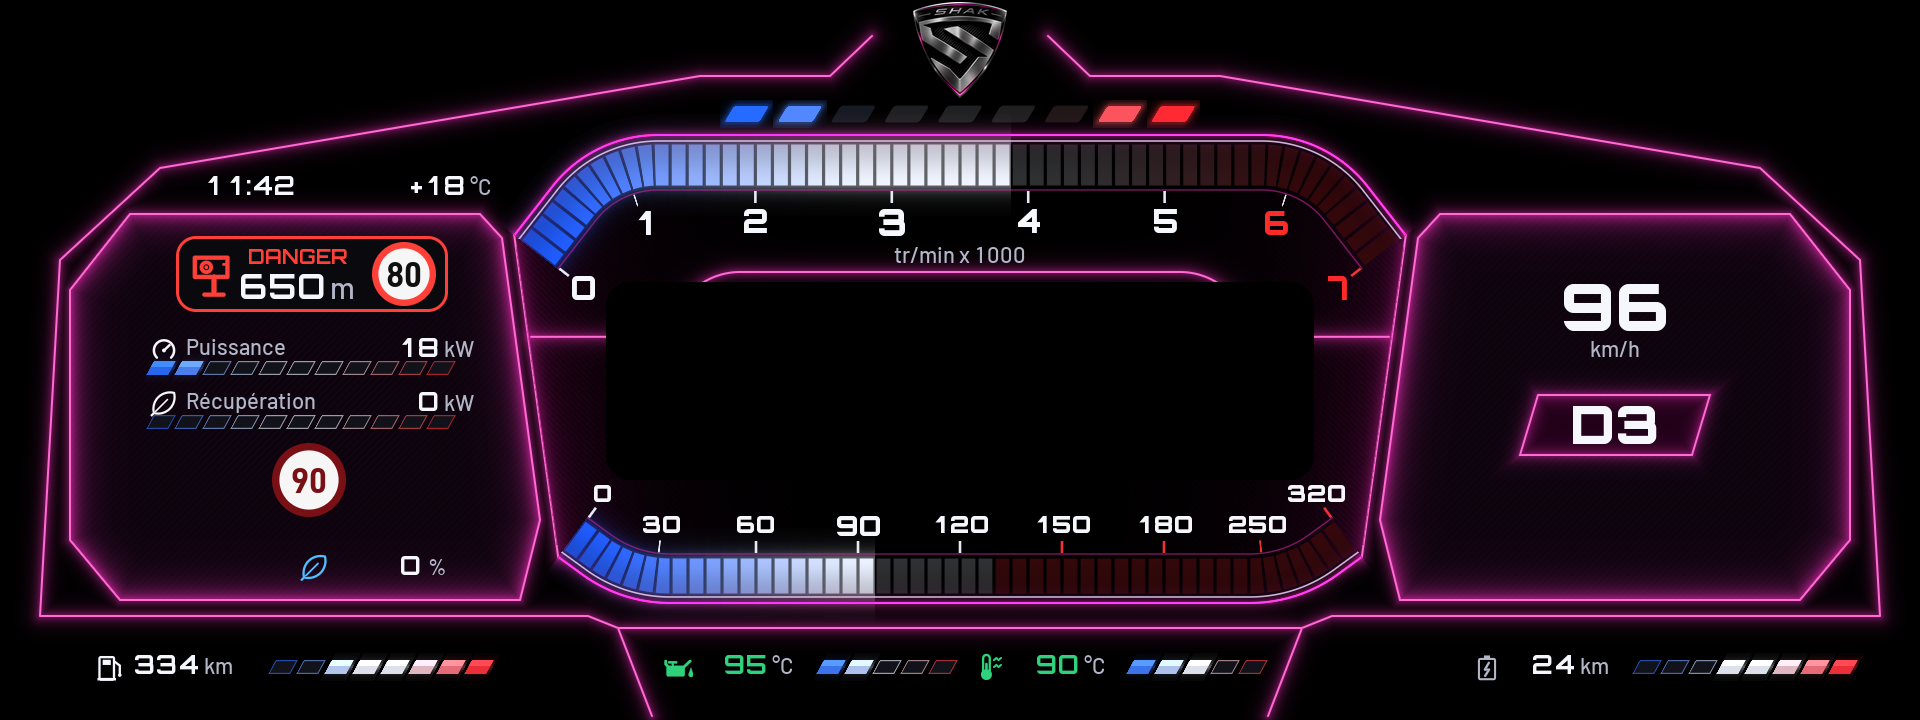 SHAK
11:42 +18 °C
DANGER
650 m
80
1 2 3 4 5 6
tr/min x 1000
0 7
96
km/h
Puissance 18 kW
Récupération 0 kW
D3
90
0 320
30 60 90 120 150 180 250
0 %
334 km
95 °C
90 °C
24 km